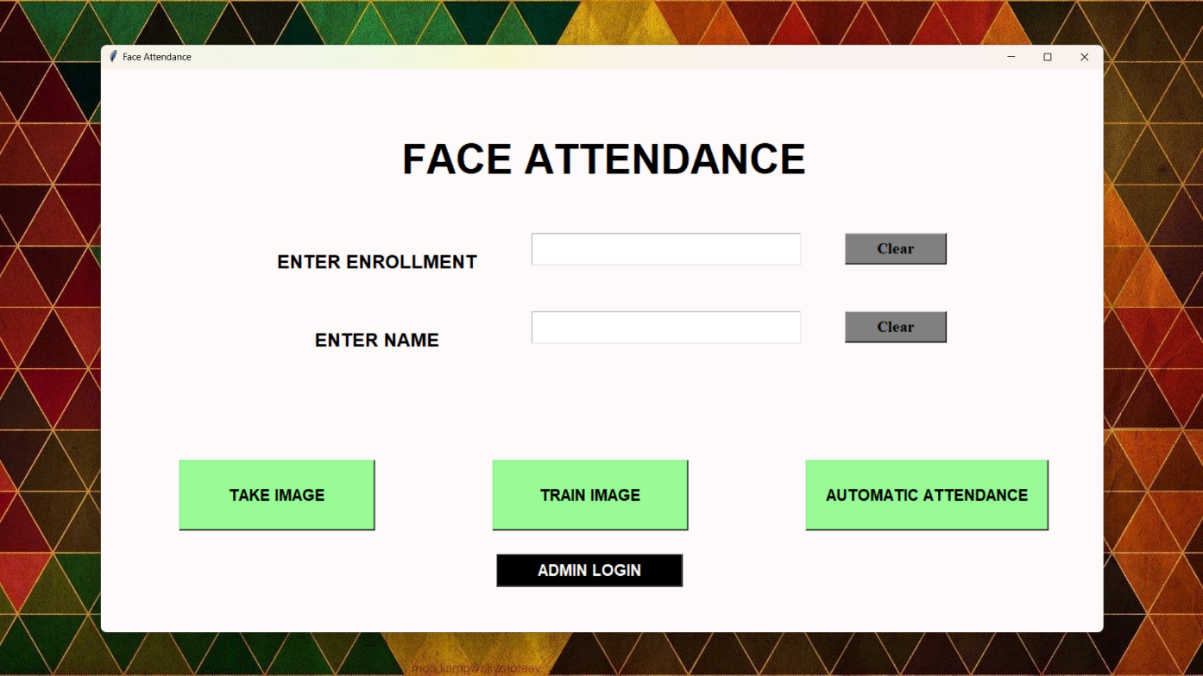 Face Attendance
FACE ATTENDANCE
ENTER ENROLLMENT
Clear
ENTER NAME
Clear
TAKE IMAGE
TRAIN IMAGE
AUTOMATIC ATTENDANCE
ADMIN LOGIN